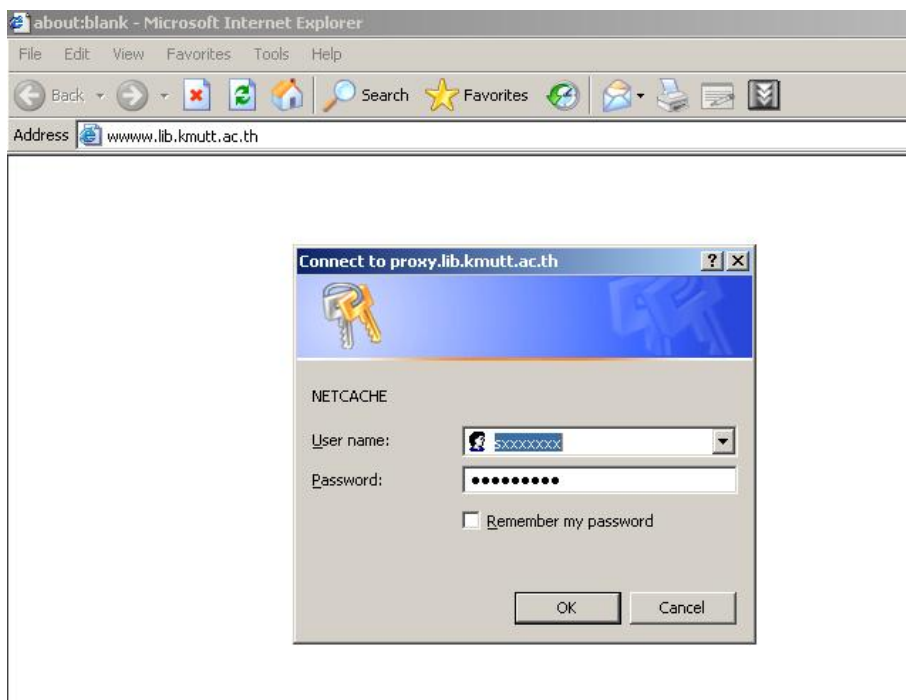 about:blank - Microsoft Internet Explorer
File Edit View Favorites Tools Help
Back Search Favorites
Address wwww.lib.kmutt.ac.th
Connect to proxy.lib.kmutt.ac.th
NETCACHE
User name: sxxxxxxx
Password: •••••••••
Remember my password
OK Cancel